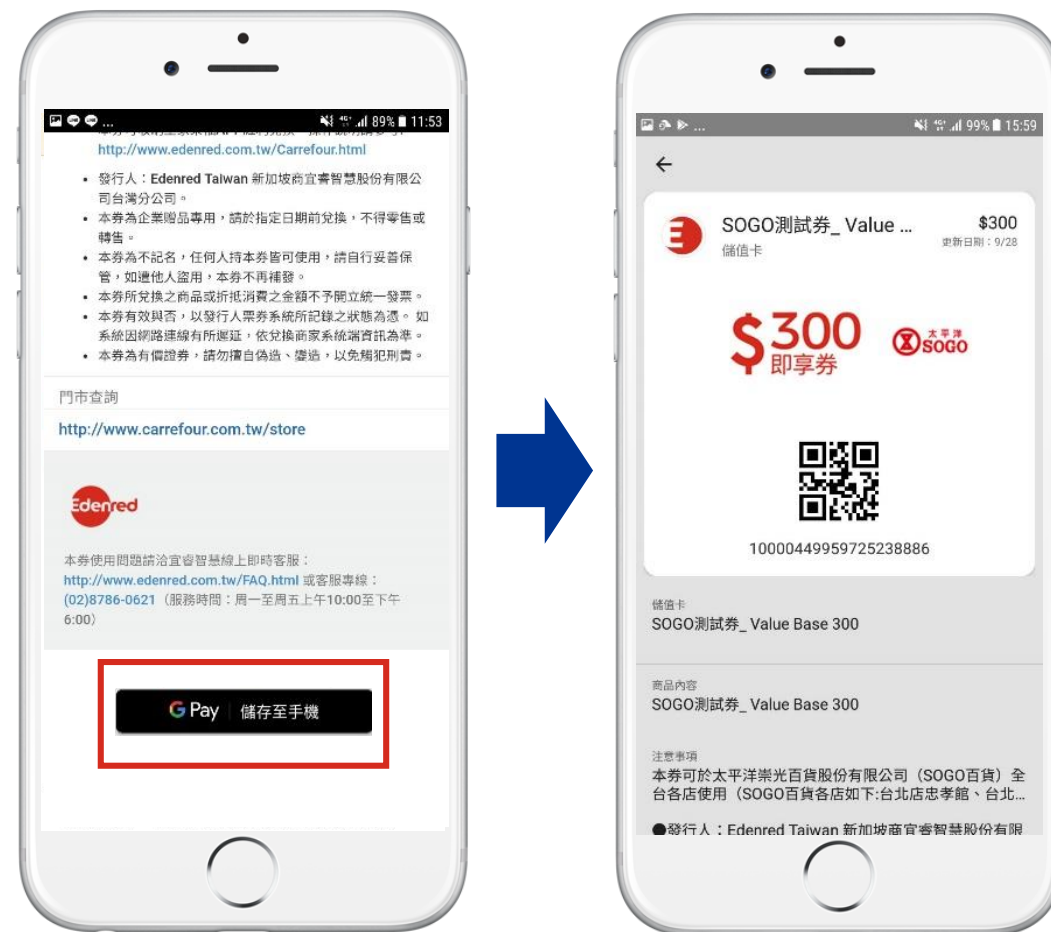 ... 89% 11:53
http://www.edenred.com.tw/Carrefour.html
• 發行人：Edenred Taiwan 新加坡商宜睿智慧股份有限公
司台灣分公司。
• 本券為企業贈品專用，請於指定日期前兌換，不得零售或
轉售。
• 本券為不記名，任何人持本券皆可使用，請自行妥善保
管，如遭他人盜用，本券不再補發。
• 本券所兌換之商品或折抵消費之金額不予開立統一發票。
• 本券有效與否，以發行人票券系統所記錄之狀態為憑。 如
系統因網路連線有所遲延，依兌換商家系統端資訊為準。
• 本券為有價證券，請勿擅自偽造、變造，以免觸犯刑責。
門市查詢
http://www.carrefour.com.tw/store
Edenred
本券使用問題請洽宜睿智慧線上即時客服：
http://www.edenred.com.tw/FAQ.html 或客服專線：
(02)8786-0621（服務時間：周一至周五上午10:00至下午
6:00）
G Pay 儲存至手機
... 4G+ 99% 15:59
SOGO測試券_ Value ... $300
儲值卡 更新日期：9/28
$300
即享券
太平洋
SOGO
10000449959725238886
儲值卡
SOGO測試券_ Value Base 300
商品內容
SOGO測試券_ Value Base 300
注意事項
本券可於太平洋崇光百貨股份有限公司（SOGO百貨）全
台各店使用（SOGO百貨各店如下:台北店忠孝館、台北...
●發行人：Edenred Taiwan 新加坡商宜睿智慧股份有限